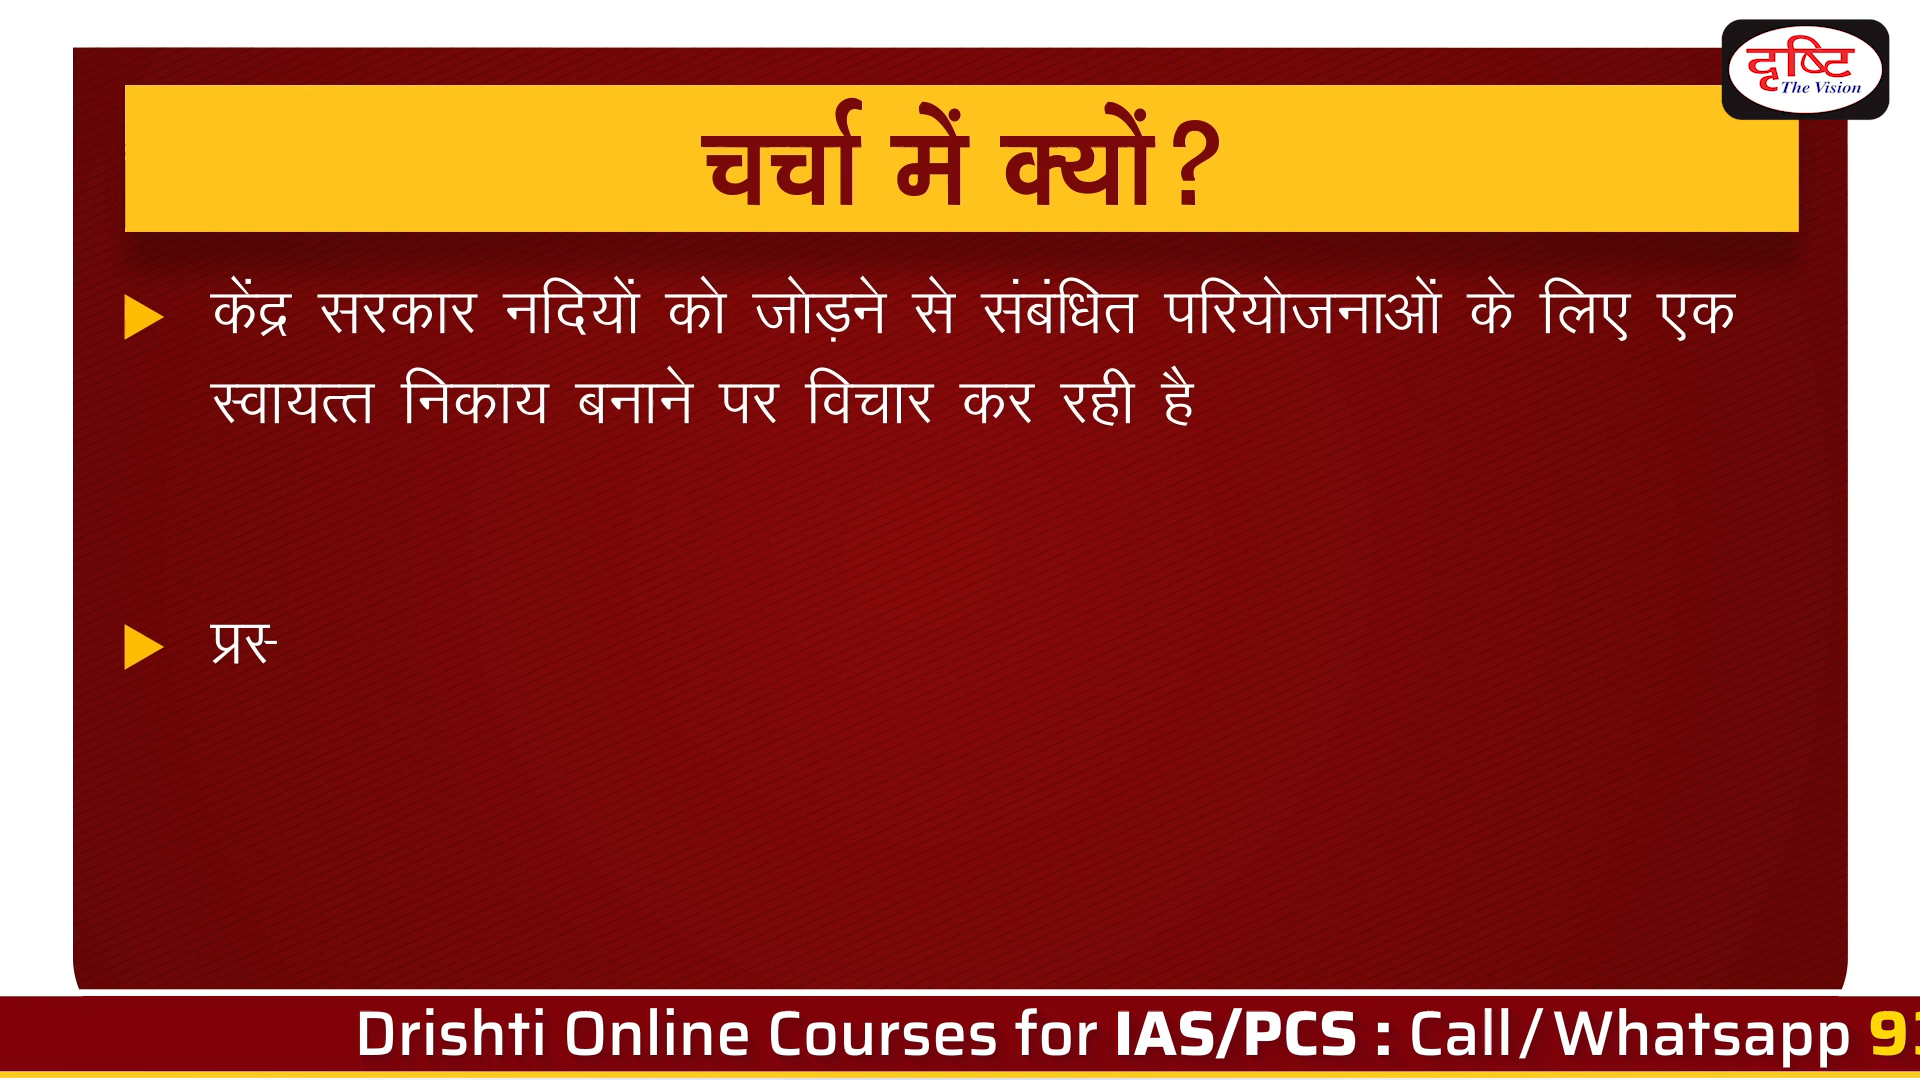 दृष्टि
The Vision
चर्चा में क्यों?
केंद्र सरकार नदियों को जोड़ने से संबंधित परियोजनाओं के लिए एक
स्वायत्त निकाय बनाने पर विचार कर रही है
प्रस्
Drishti Online Courses for IAS/PCS : Call/Whatsapp 93